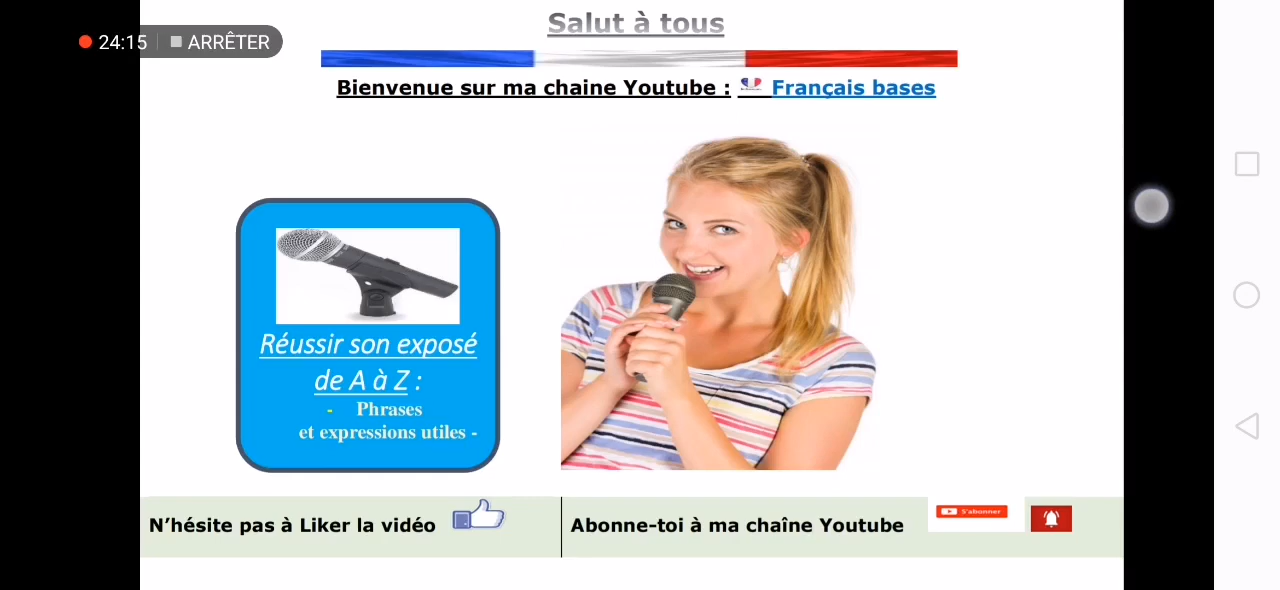 Salut à tous
24:15 ARRÊTER
Bienvenue sur ma chaine Youtube : Français bases
Réussir son exposé
de A à Z :
- Phrases
et expressions utiles -
N’hésite pas à Liker la vidéo
Abonne-toi à ma chaîne Youtube
S'abonner